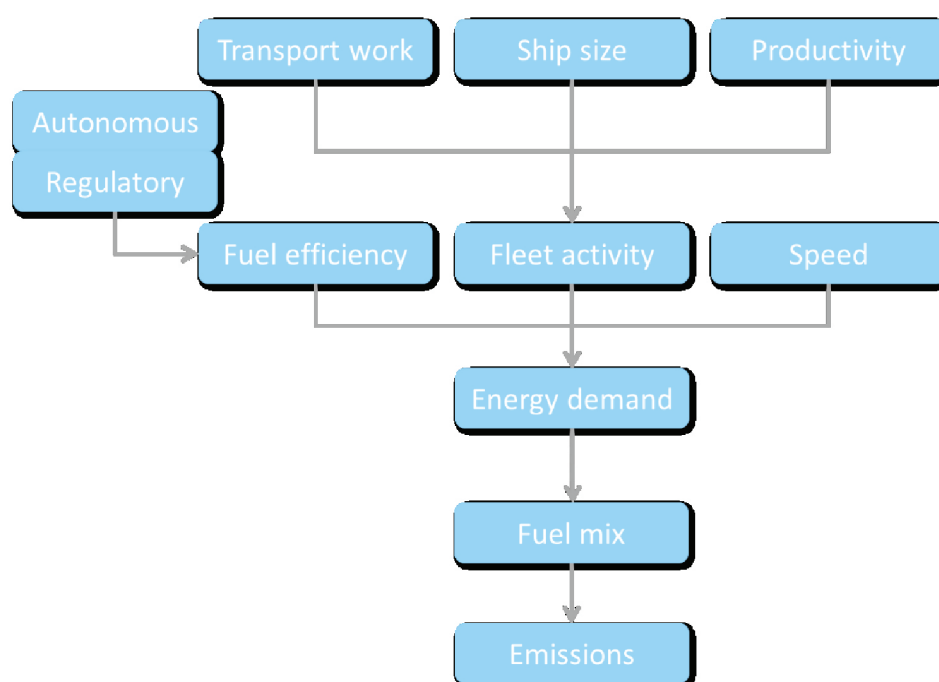 Transport work
Ship size
Productivity
Autonomous
Regulatory
Fuel efficiency
Fleet activity
Speed
Energy demand
Fuel mix
Emissions